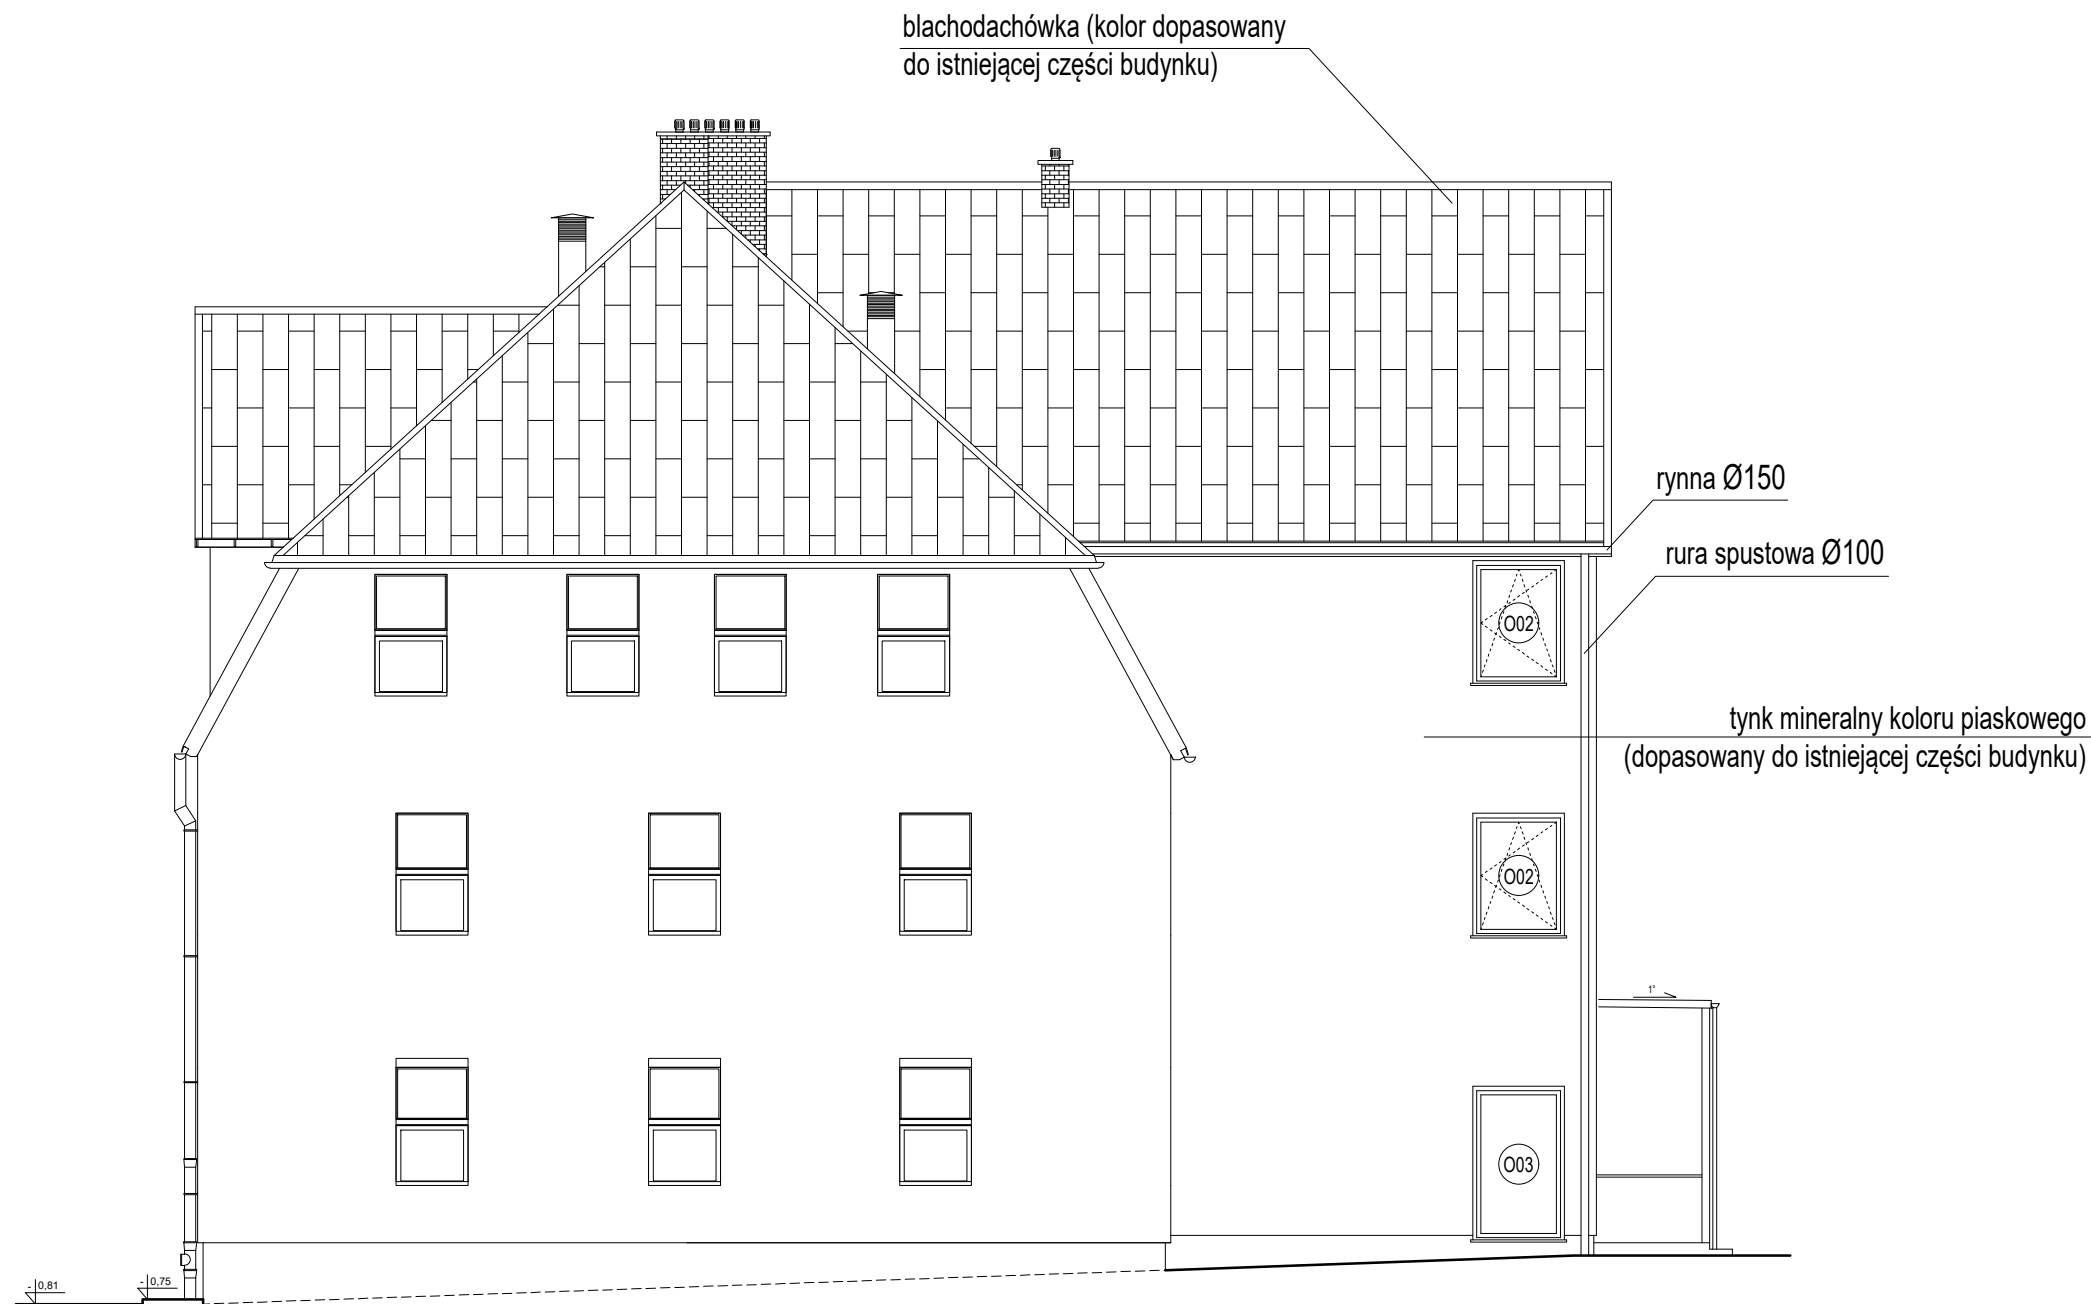 blachodachówka (kolor dopasowany
do istniejącej części budynku)
rynna Ø150
rura spustowa Ø100
O02
tynk mineralny koloru piaskowego
(dopasowany do istniejącej części budynku)
O02
1°
O03
- 0,81
- 0,75